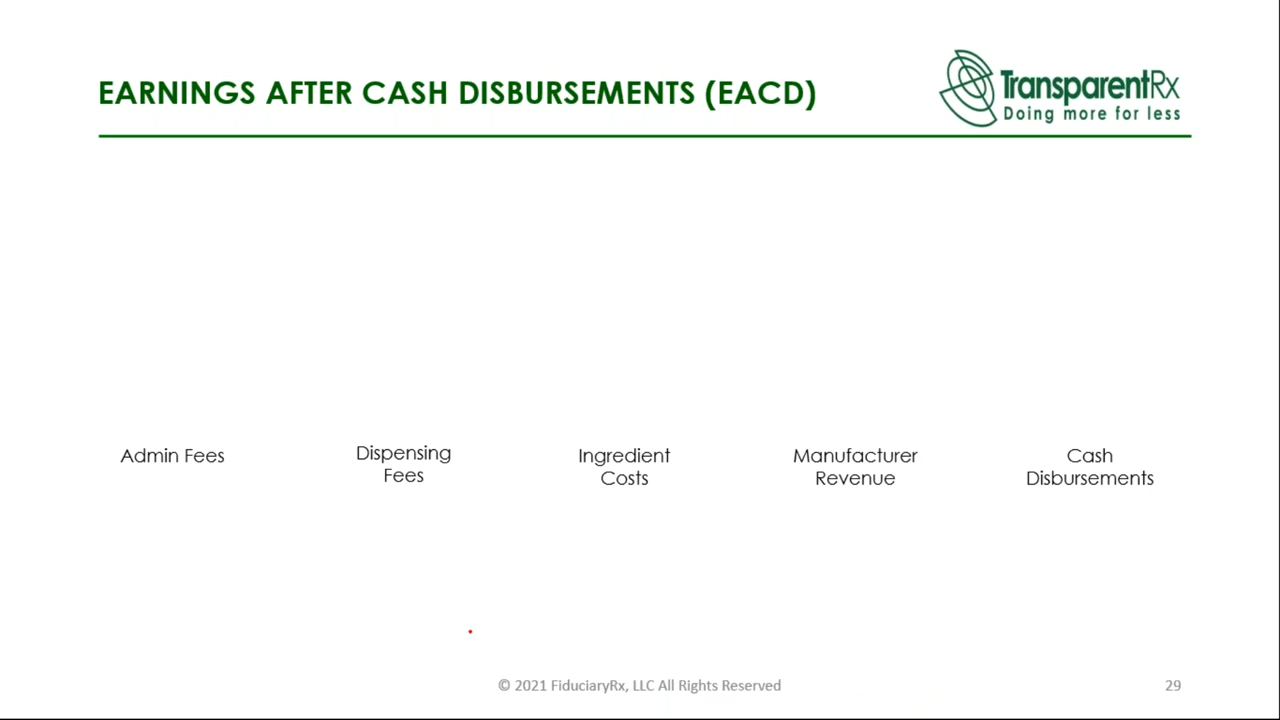 EARNINGS AFTER CASH DISBURSEMENTS (EACD)
TransparentRx
Doing more for less
Admin Fees
Dispensing
Fees
Ingredient
Costs
Manufacturer
Revenue
Cash
Disbursements
© 2021 FiduciaryRx, LLC All Rights Reserved
29